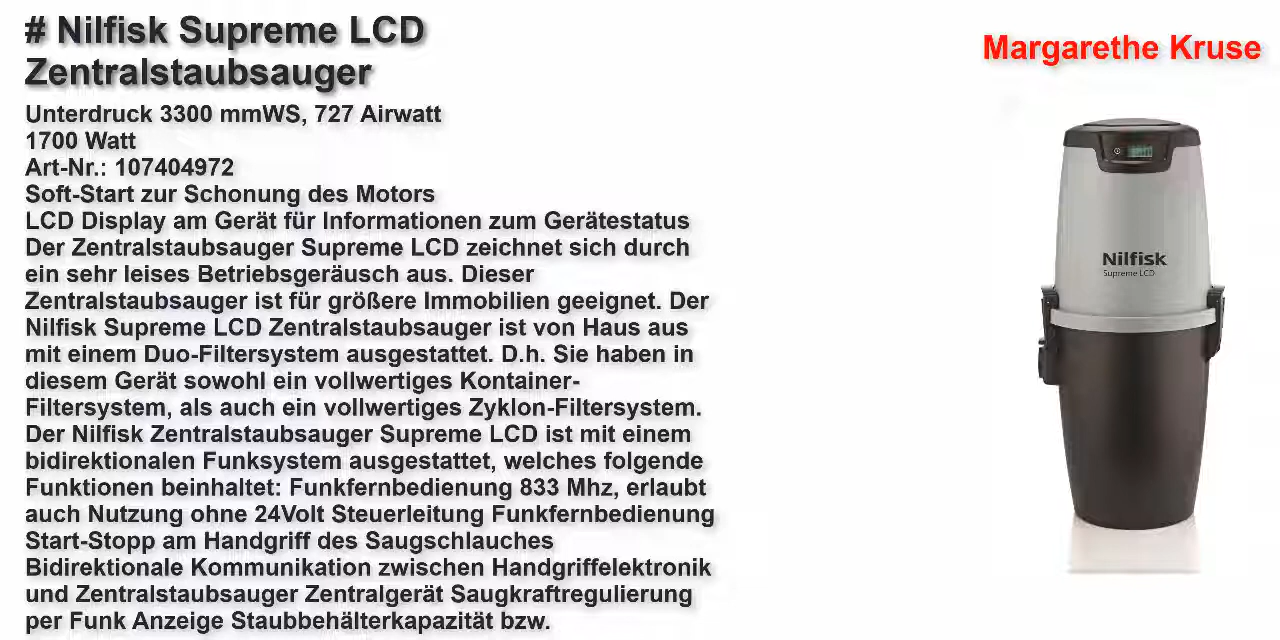 # Nilfisk Supreme LCD
Zentralstaubsauger
Margarethe Kruse
Unterdruck 3300 mmWS, 727 Airwatt
1700 Watt
Art-Nr.: 107404972
Soft-Start zur Schonung des Motors
LCD Display am Gerät für Informationen zum Gerätestatus
Der Zentralstaubsauger Supreme LCD zeichnet sich durch
ein sehr leises Betriebsgeräusch aus. Dieser
Zentralstaubsauger ist für größere Immobilien geeignet. Der
Nilfisk Supreme LCD Zentralstaubsauger ist von Haus aus
mit einem Duo-Filtersystem ausgestattet. D.h. Sie haben in
diesem Gerät sowohl ein vollwertiges Kontainer-
Filtersystem, als auch ein vollwertiges Zyklon-Filtersystem.
Der Nilfisk Zentralstaubsauger Supreme LCD ist mit einem
bidirektionalen Funksystem ausgestattet, welches folgende
Funktionen beinhaltet: Funkfernbedienung 833 Mhz, erlaubt
auch Nutzung ohne 24Volt Steuerleitung Funkfernbedienung
Start-Stopp am Handgriff des Saugschlauches
Bidirektionale Kommunikation zwischen Handgriffelektronik
und Zentralstaubsauger Zentralgerät Saugkraftregulierung
per Funk Anzeige Staubbehälterkapazität bzw.
Nilfisk
Supreme LCD